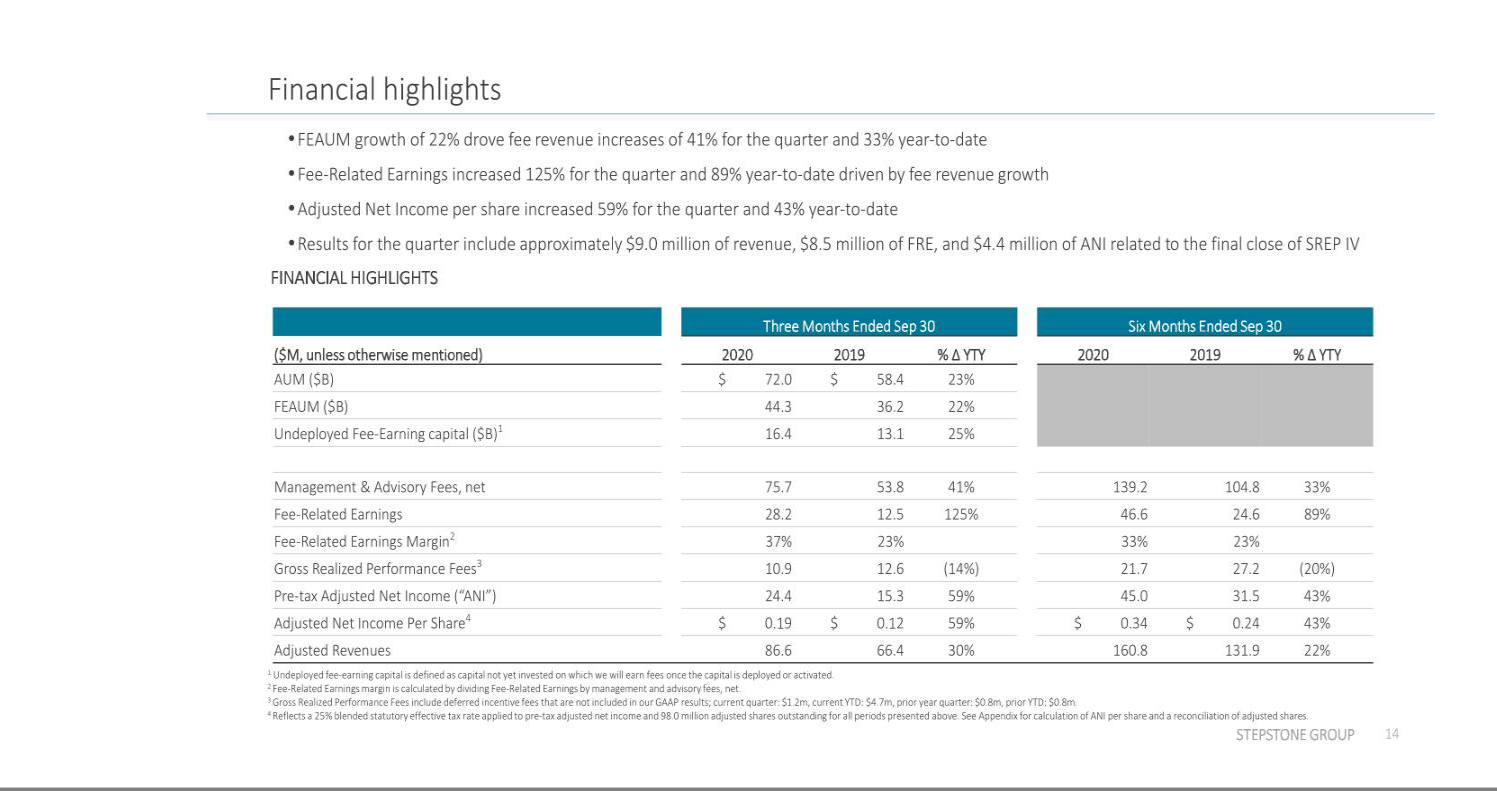 Financial highlights
•FEAUM growth of 22% drove fee revenue increases of 41% for the quarter and 33% year-to-date
•Fee-Related Earnings increased 125% for the quarter and 89% year-to-date driven by fee revenue growth
•Adjusted Net Income per share increased 59% for the quarter and 43% year-to-date
•Results for the quarter include approximately $9.0 million of revenue, $8.5 million of FRE, and $4.4 million of ANI related to the final close of SREP IV
FINANCIAL HIGHLIGHTS
Three Months Ended Sep 30 Six Months Ended Sep 30
($M, unless otherwise mentioned) 2020 2019 % Δ YTY 2020 2019 % Δ YTY
AUM ($B) $ 72.0 $ 58.4 23%
FEAUM ($B) 44.3 36.2 22%
Undeployed Fee-Earning capital ($B)1 16.4 13.1 25%
Management & Advisory Fees, net 75.7 53.8 41% 139.2 104.8 33%
Fee-Related Earnings 28.2 12.5 125% 46.6 24.6 89%
Fee-Related Earnings Margin2 37% 23% 33% 23%
Gross Realized Performance Fees3 10.9 12.6 (14%) 21.7 27.2 (20%)
Pre-tax Adjusted Net Income (“ANI”) 24.4 15.3 59% 45.0 31.5 43%
Adjusted Net Income Per Share4 $ 0.19 $ 0.12 59% $ 0.34 $ 0.24 43%
Adjusted Revenues 86.6 66.4 30% 160.8 131.9 22%
1 Undeployed fee-earning capital is defined as capital not yet invested on which we will earn fees once the capital is deployed or activated.
2 Fee-Related Earnings margin is calculated by dividing Fee-Related Earnings by management and advisory fees, net.
3 Gross Realized Performance Fees include deferred incentive fees that are not included in our GAAP results; current quarter: $1.2m, current YTD: $4.7m, prior year quarter: $0.8m, prior YTD: $0.8m.
4 Reflects a 25% blended statutory effective tax rate applied to pre-tax adjusted net income and 98.0 million adjusted shares outstanding for all periods presented above. See Appendix for calculation of ANI per share and a reconciliation of adjusted shares.
STEPSTONE GROUP 14